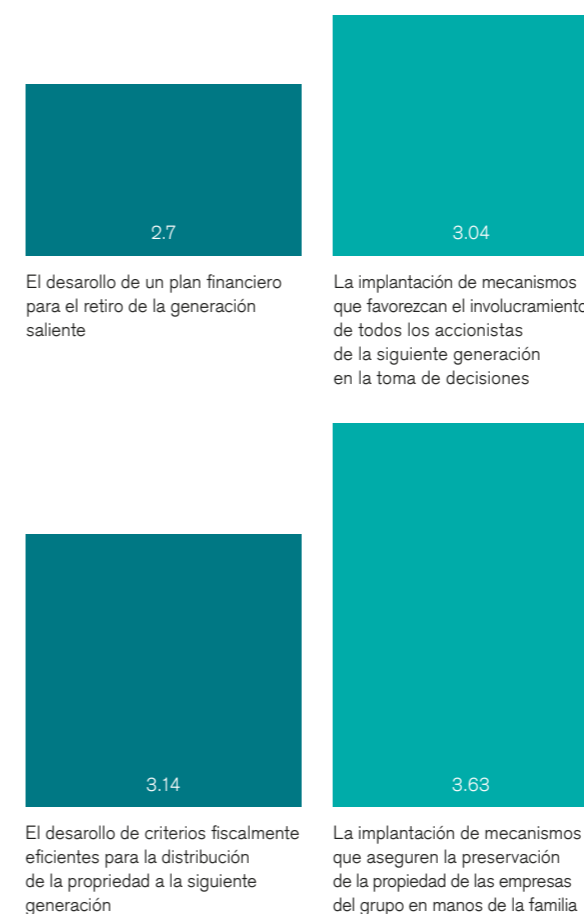 2.7
El desarollo de un plan financiero
para el retiro de la generación
saliente
3.04
La implantación de mecanismos
que favorezcan el involucramiento
de todos los accionistas
de la siguiente generación
en la toma de decisiones
3.14
El desarollo de criterios fiscalmente
eficientes para la distribución
de la propriedad a la siguiente
generación
3.63
La implantación de mecanismos
que aseguren la preservación
de la propiedad de las empresas
del grupo en manos de la familia